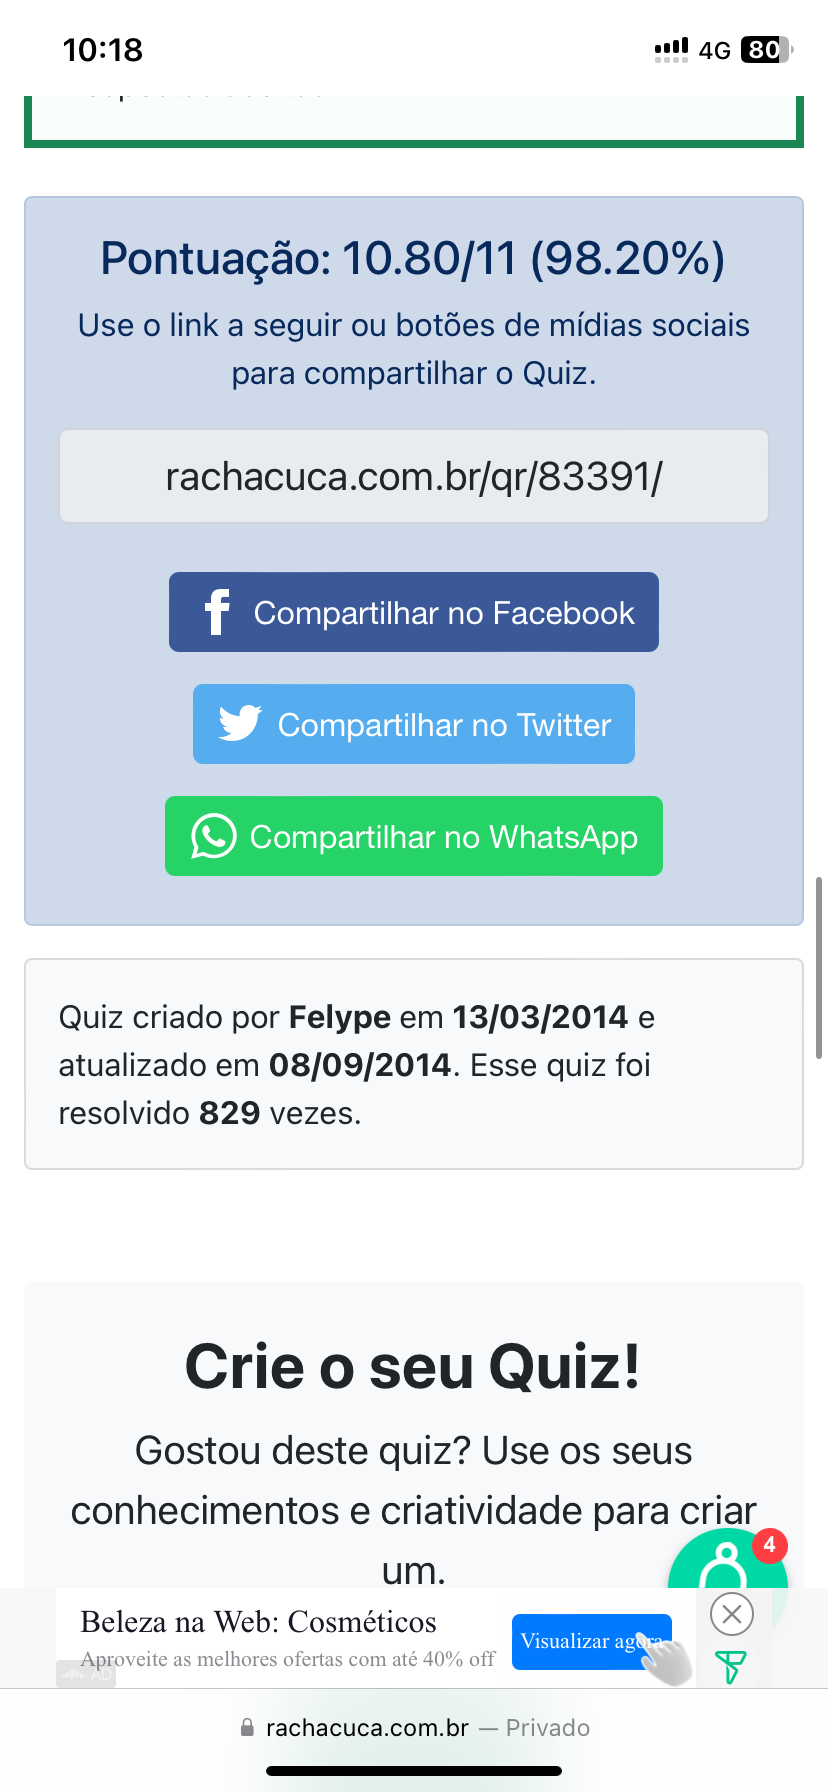 10:18
4G
80
Pontuação: 10.80/11 (98.20%)
Use o link a seguir ou botões de mídias sociais
para compartilhar o Quiz.
rachacuca.com.br/qr/83391/
Compartilhar no Facebook
Compartilhar no Twitter
Compartilhar no WhatsApp
Quiz criado por Felype em 13/03/2014 e
atualizado em 08/09/2014. Esse quiz foi
resolvido 829 vezes.
Crie o seu Quiz!
Gostou deste quiz? Use os seus
conhecimentos e criatividade para criar
um.
4
Beleza na Web: Cosméticos
Visualizar agora
Aproveite as melhores ofertas com até 40% off
AD
rachacuca.com.br — Privado